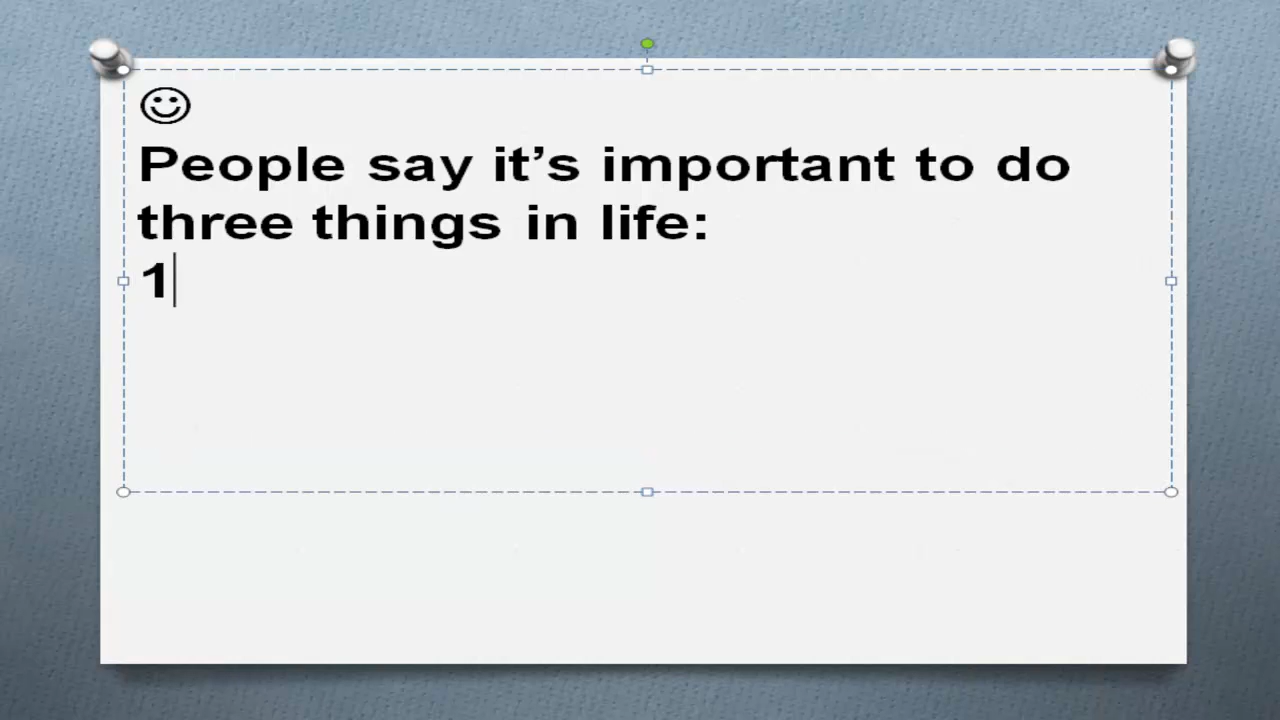 ☺
People say it’s important to do
three things in life:
1